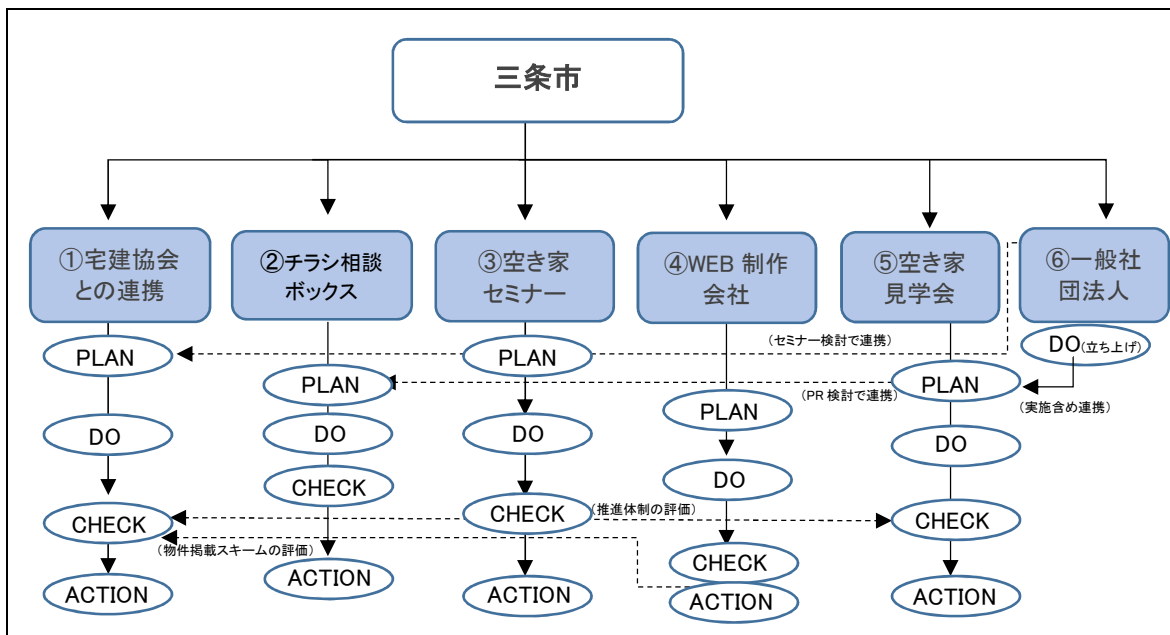 三条市
①宅建協会
との連携
②チラシ相談
ボックス
③空き家
セミナー
④WEB 制作
会社
⑤空き家
見学会
⑥一般社
団法人
PLAN
PLAN
(セミナー検討で連携)
DO(立ち上げ)
PLAN
(PR 検討で連携)
PLAN
(実施含め連携)
PLAN
DO
DO
DO
DO
DO
CHECK
CHECK
CHECK
(推進体制の評価)
CHECK
(物件掲載スキームの評価)
CHECK
ACTION
ACTION
ACTION
ACTION
ACTION